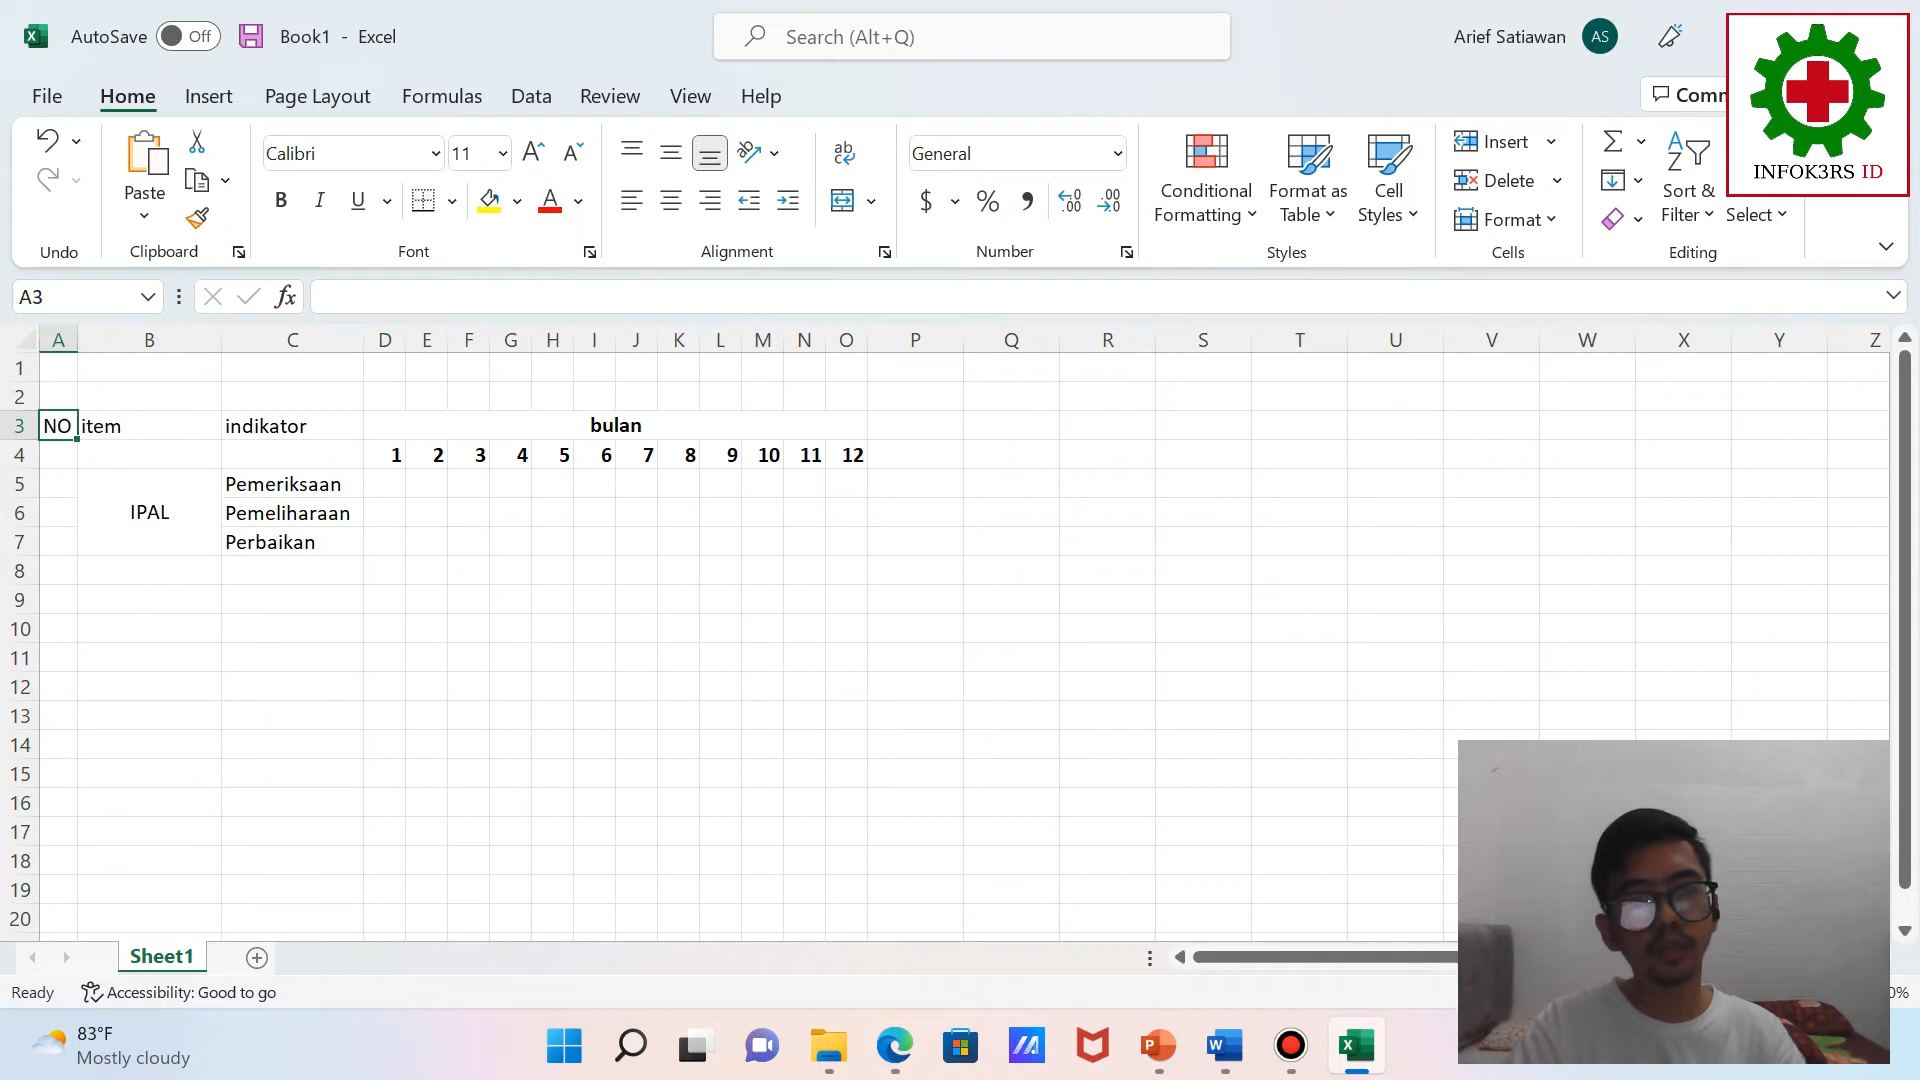 AutoSave Off Book1 - Excel Search (Alt+Q) Arief Satiawan AS
File Home Insert Page Layout Formulas Data Review View Help
INFOK3RS ID
Paste
Calibri 11
General
Conditional Formatting
Format as Table
Cell Styles
Insert
Delete
Format
Sort & Filter
Select
Undo Clipboard Font Alignment Number Styles Cells Editing
A3 fx
A B C D E F G H I J K L M N O P Q R S T U V W X Y Z
1
2
3 NO item indikator bulan
4 1 2 3 4 5 6 7 8 9 10 11 12
5 Pemeriksaan
6 IPAL Pemeliharaan
7 Perbaikan
8
9
10
11
12
13
14
15
16
17
18
19
20
Sheet1
Ready Accessibility: Good to go
83°F
Mostly cloudy